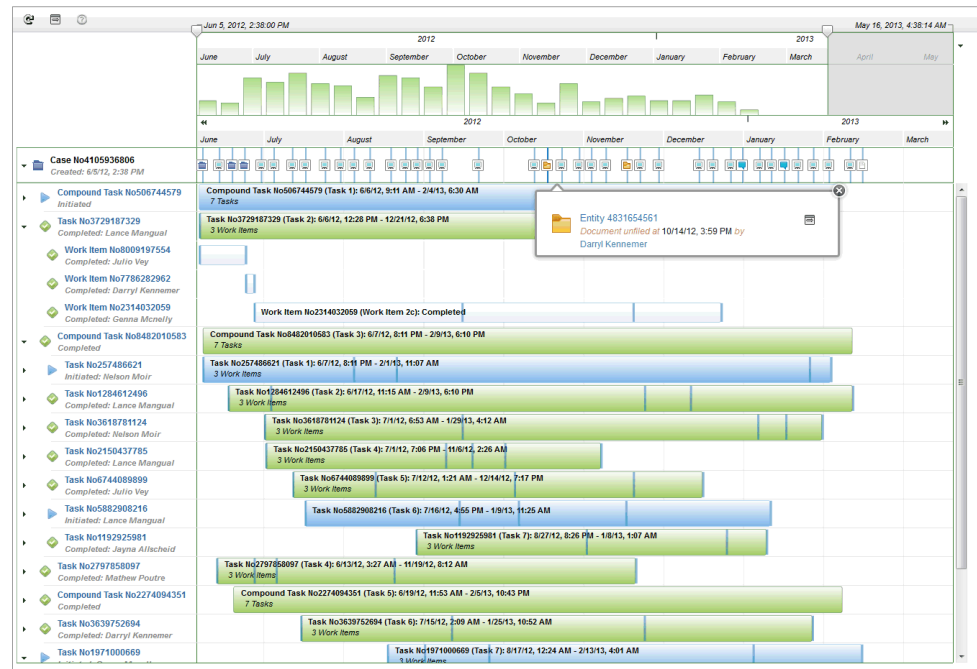 Jun 5, 2012, 2:38:00 PM
May 16, 2013, 4:38:14 AM
2012
2013
June July August September October November December January February March April May
2012
2013
June July August September October November December January February March
Case No4105936806
Created: 6/5/12, 2:38 PM
Compound Task No506744579
Initiated
Compound Task No506744579 (Task 1): 6/6/12, 9:11 AM - 2/4/13, 6:30 AM
7 Tasks
Task No3729187329
Completed: Lance Mangual
Task No3729187329 (Task 2): 6/6/12, 12:28 PM - 12/21/12, 6:38 PM
3 Work Items
Entity 4831654561
Document unfiled at 10/14/12, 3:59 PM by
Darryl Kennemer
Work Item No8009197554
Completed: Julio Vey
Work Item No7786282962
Completed: Darryl Kennemer
Work Item No2314032059
Completed: Genna Mcnelly
Work Item No2314032059 (Work Item 2c): Completed
Compound Task No8482010583
Completed
Compound Task No8482010583 (Task 3): 6/7/12, 8:11 PM - 2/9/13, 6:10 PM
7 Tasks
Task No257486621
Initiated: Nelson Moir
Task No257486621 (Task 1): 6/7/12, 8:11 PM - 2/1/13, 11:07 AM
3 Work Items
Task No1284612496
Completed: Lance Mangual
Task No1284612496 (Task 2): 6/17/12, 11:15 AM - 2/9/13, 6:10 PM
3 Work Items
Task No3618781124
Completed: Nelson Moir
Task No3618781124 (Task 3): 7/1/12, 6:53 AM - 1/29/13, 4:12 AM
3 Work Items
Task No2150437785
Completed: Lance Mangual
Task No2150437785 (Task 4): 7/1/12, 7:06 PM - 11/6/12, 2:26 AM
3 Work Items
Task No6744089899
Completed: Julio Vey
Task No6744089899 (Task 5): 7/12/12, 1:21 AM - 12/14/12, 7:17 PM
3 Work Items
Task No5882908216
Initiated: Lance Mangual
Task No5882908216 (Task 6): 7/16/12, 4:55 PM - 1/9/13, 11:25 AM
Task No1192925981
Completed: Jayna Allscheid
Task No1192925981 (Task 7): 8/27/12, 8:26 PM - 1/8/13, 1:07 AM
3 Work Items
Task No2797858097
Completed: Mathew Poutre
Task No2797858097 (Task 4): 6/13/12, 3:27 AM - 11/19/12, 8:12 AM
3 Work Items
Compound Task No2274094351
Completed
Compound Task No2274094351 (Task 5): 6/19/12, 11:53 AM - 2/5/13, 10:43 PM
7 Tasks
Task No3639752694
Completed: Darryl Kennemer
Task No3639752694 (Task 6): 7/15/12, 2:09 AM - 1/25/13, 10:52 AM
3 Work Items
Task No1971000669
Task No1971000669 (Task 7): 8/17/12, 12:24 AM - 2/13/13, 4:01 AM
3 Work Items